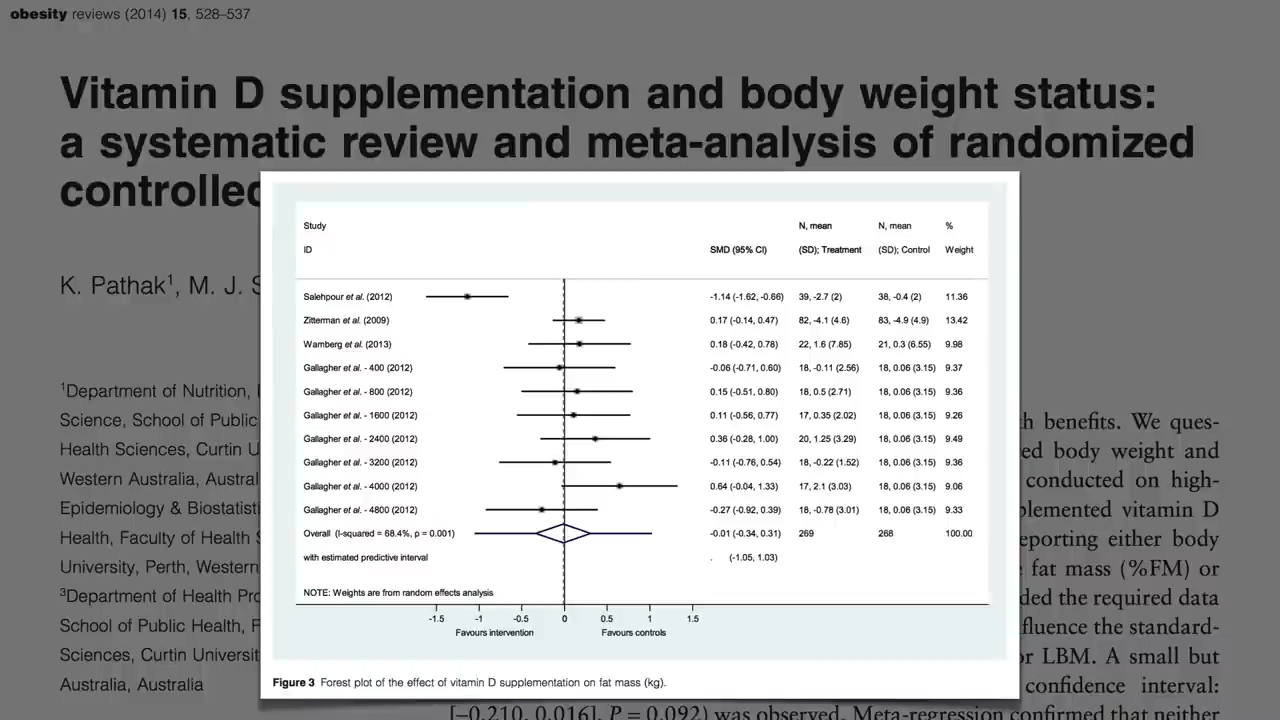 obesity reviews (2014) 15, 528–537
Vitamin D supplementation and body weight status:
a systematic review and meta-analysis of randomized
controlled
K. Pathak¹, M. J. S
¹Department of Nutrition,
Science, School of Public
Health Sciences, Curtin U
Western Australia, Austral
Epidemiology & Biostatisti
Health, Faculty of Health S
University, Perth, Western
³Department of Health Pro
School of Public Health, F
Sciences, Curtin Universit
Australia, Australia
h benefits. We ques-
ed body weight and
conducted on high-
plemented vitamin D
eporting either body
fat mass (%FM) or
ded the required data
fluence the standard-
or LBM. A small but
confidence interval:
[−0.210, 0.016], P = 0.092) was observed. Meta-regression confirmed that neither
Study N, mean N, mean %
ID SMD (95% CI) (SD); Treatment (SD); Control Weight
Salehpour et al. (2012) -1.14 (-1.62, -0.66) 39, -2.7 (2) 38, -0.4 (2) 11.36
Zitterman et al. (2009) 0.17 (-0.14, 0.47) 82, -4.1 (4.6) 83, -4.9 (4.9) 13.42
Wamberg et al. (2013) 0.18 (-0.42, 0.78) 22, 1.6 (7.85) 21, 0.3 (6.55) 9.98
Gallagher et al. - 400 (2012) -0.06 (-0.71, 0.60) 18, -0.11 (2.56) 18, 0.06 (3.15) 9.37
Gallagher et al. - 800 (2012) 0.15 (-0.51, 0.80) 18, 0.5 (2.71) 18, 0.06 (3.15) 9.36
Gallagher et al. - 1600 (2012) 0.11 (-0.56, 0.77) 17, 0.35 (2.02) 18, 0.06 (3.15) 9.26
Gallagher et al. - 2400 (2012) 0.36 (-0.28, 1.00) 20, 1.25 (3.29) 18, 0.06 (3.15) 9.49
Gallagher et al. - 3200 (2012) -0.11 (-0.76, 0.54) 18, -0.22 (1.52) 18, 0.06 (3.15) 9.36
Gallagher et al. - 4000 (2012) 0.64 (-0.04, 1.33) 17, 2.1 (3.03) 18, 0.06 (3.15) 9.06
Gallagher et al. - 4800 (2012) -0.27 (-0.92, 0.39) 18, -0.78 (3.01) 18, 0.06 (3.15) 9.33
Overall (I-squared = 68.4%, p = 0.001) -0.01 (-0.34, 0.31) 269 268 100.00
with estimated predictive interval . (-1.05, 1.03)
NOTE: Weights are from random effects analysis
-1.5 -1 -0.5 0 0.5 1 1.5
Favours intervention Favours controls
Figure 3 Forest plot of the effect of vitamin D supplementation on fat mass (kg).